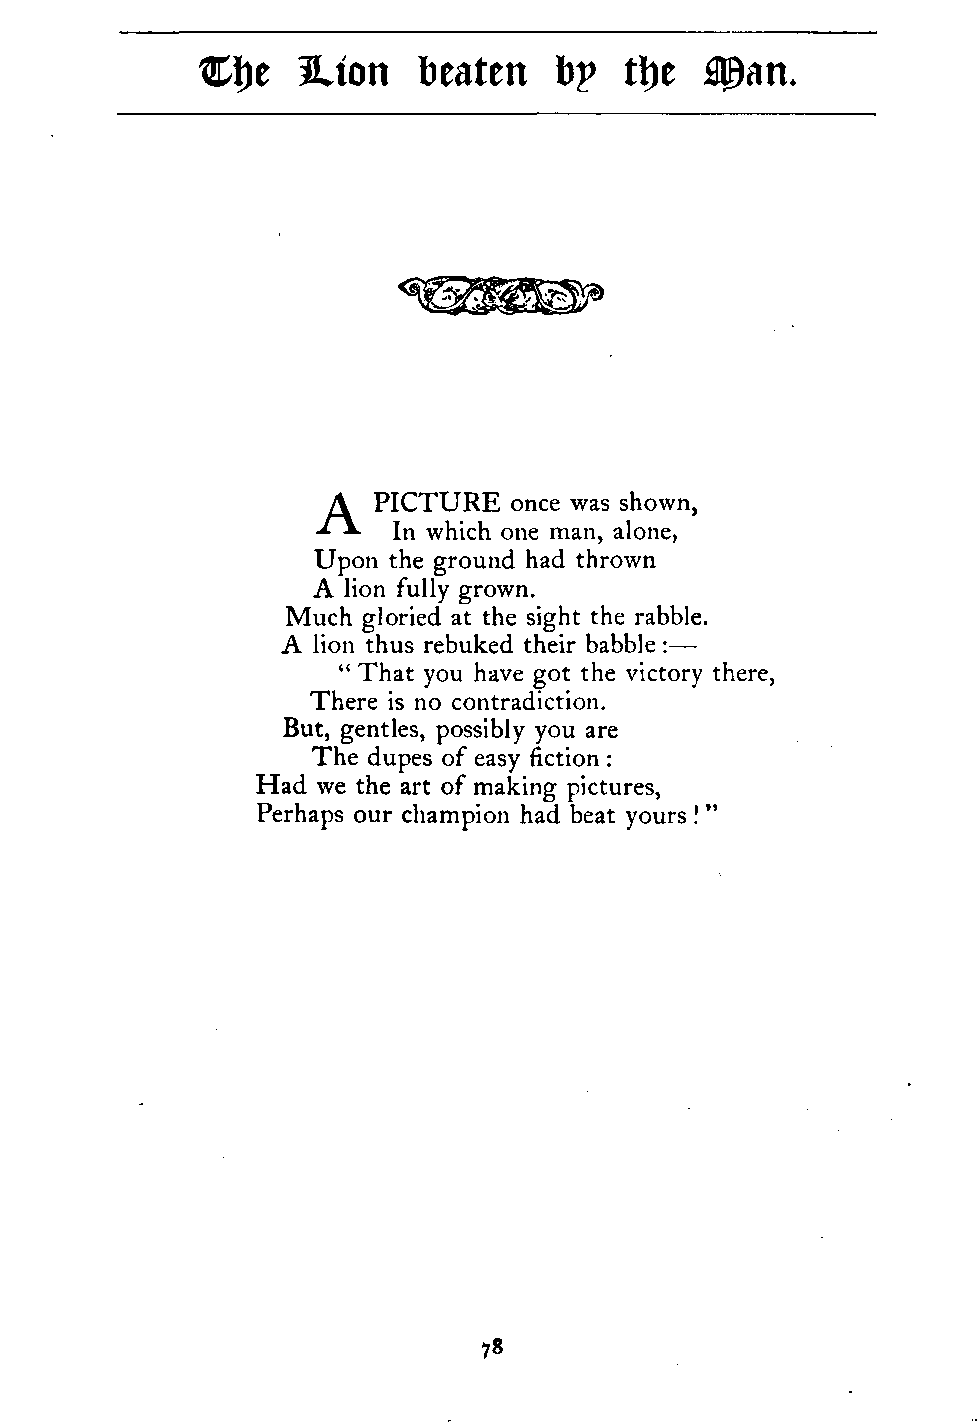 The Lion beaten by the Man.
A PICTURE once was shown,
In which one man, alone,
Upon the ground had thrown
A lion fully grown.
Much gloried at the sight the rabble.
A lion thus rebuked their babble :—
“ That you have got the victory there,
There is no contradiction.
But, gentles, possibly you are
The dupes of easy fiction :
Had we the art of making pictures,
Perhaps our champion had beat yours ! ”
78